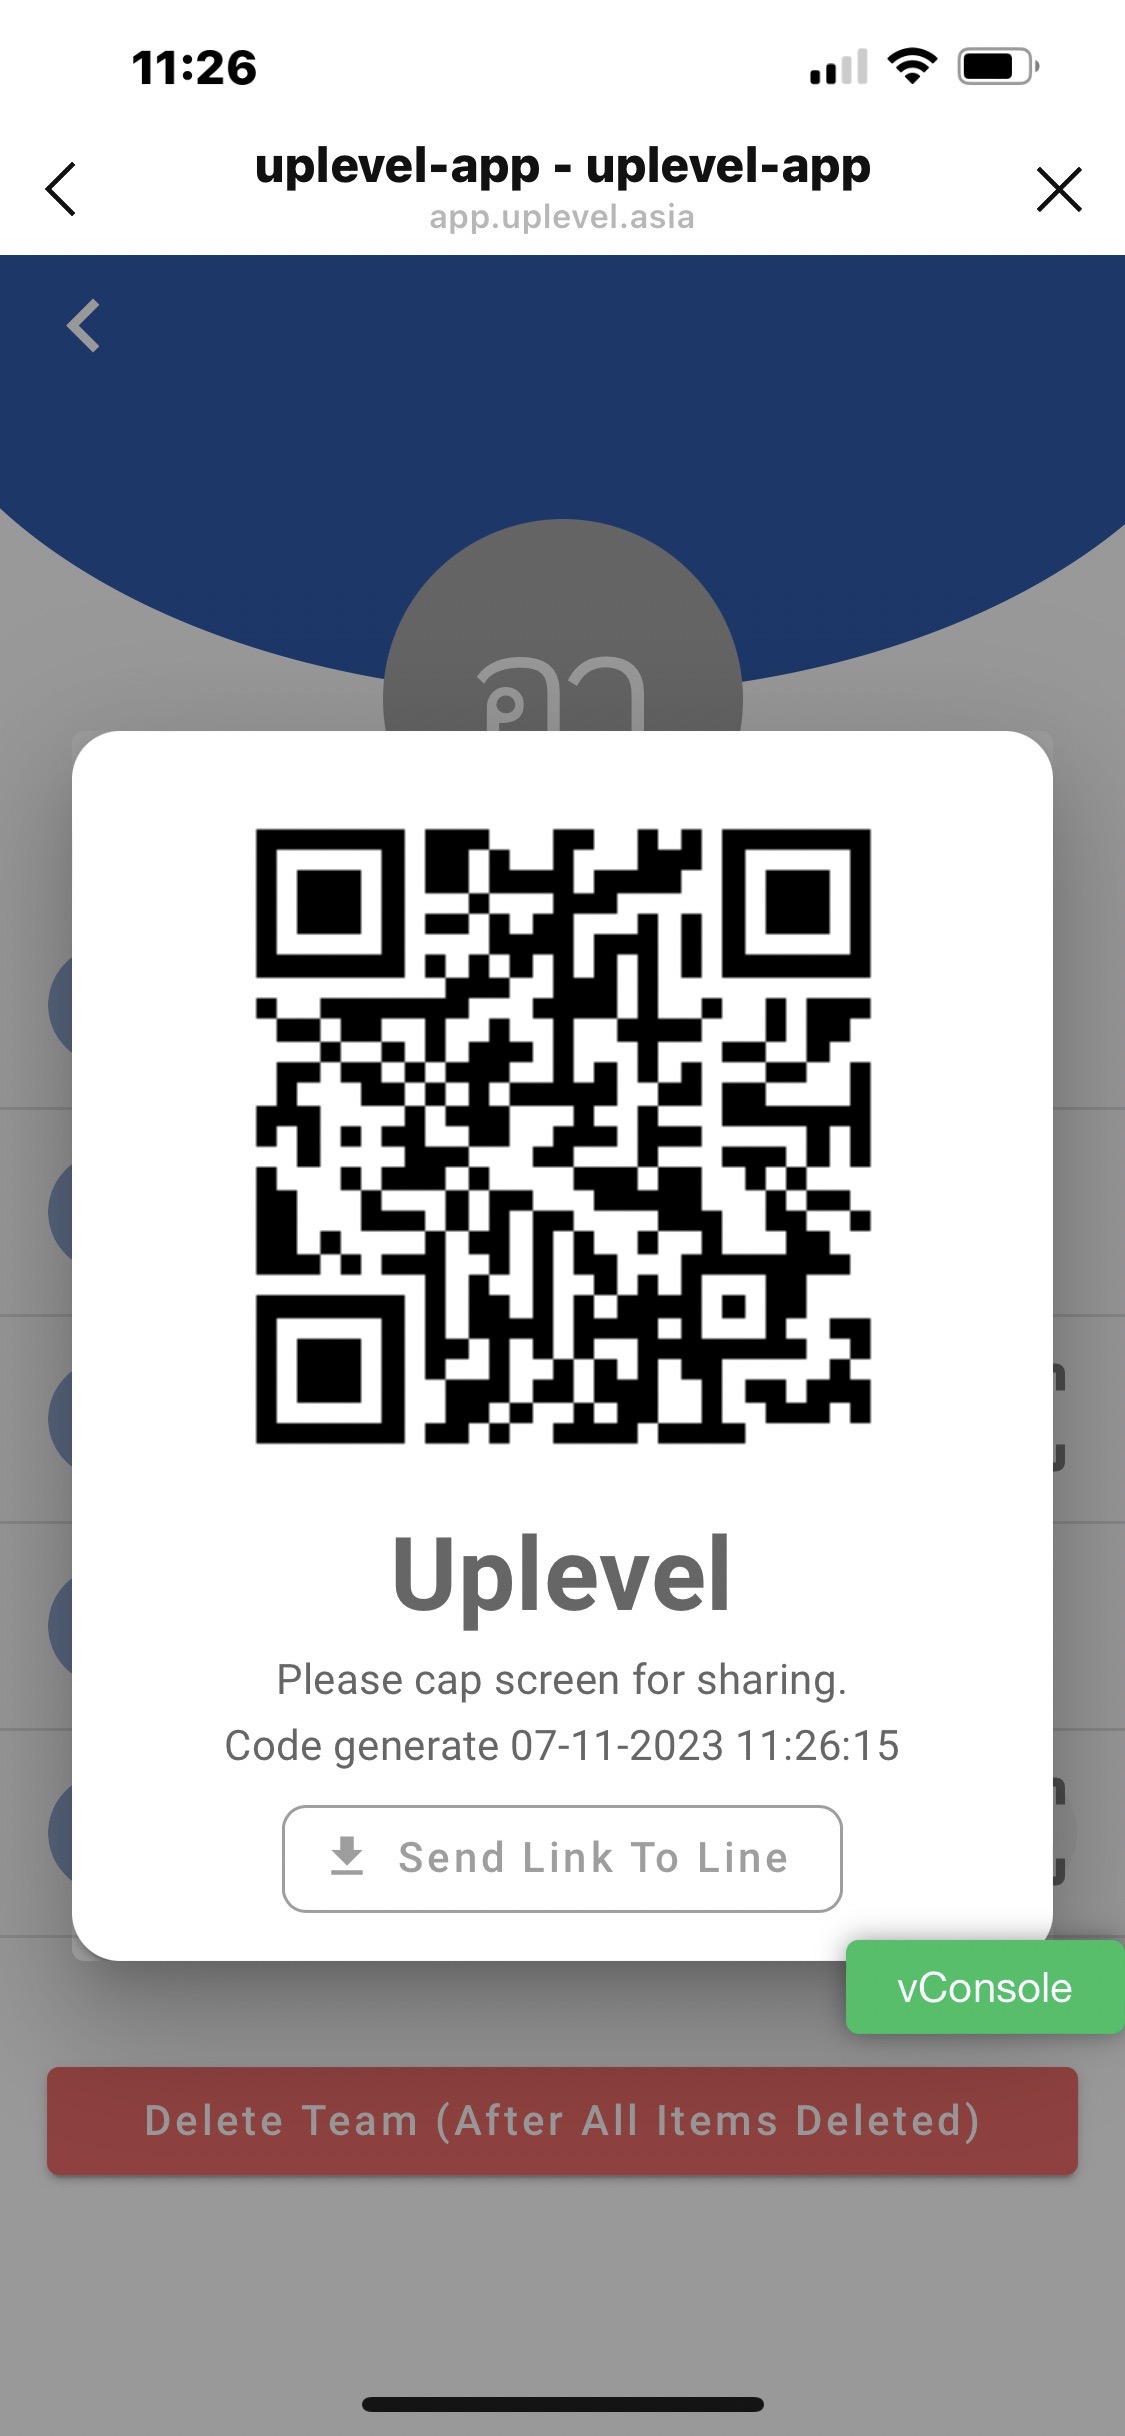 11:26
uplevel-app - uplevel-app
app.uplevel.asia
Uplevel
Please cap screen for sharing.
Code generate 07-11-2023 11:26:15
Send Link To Line
vConsole
Delete Team (After All Items Deleted)